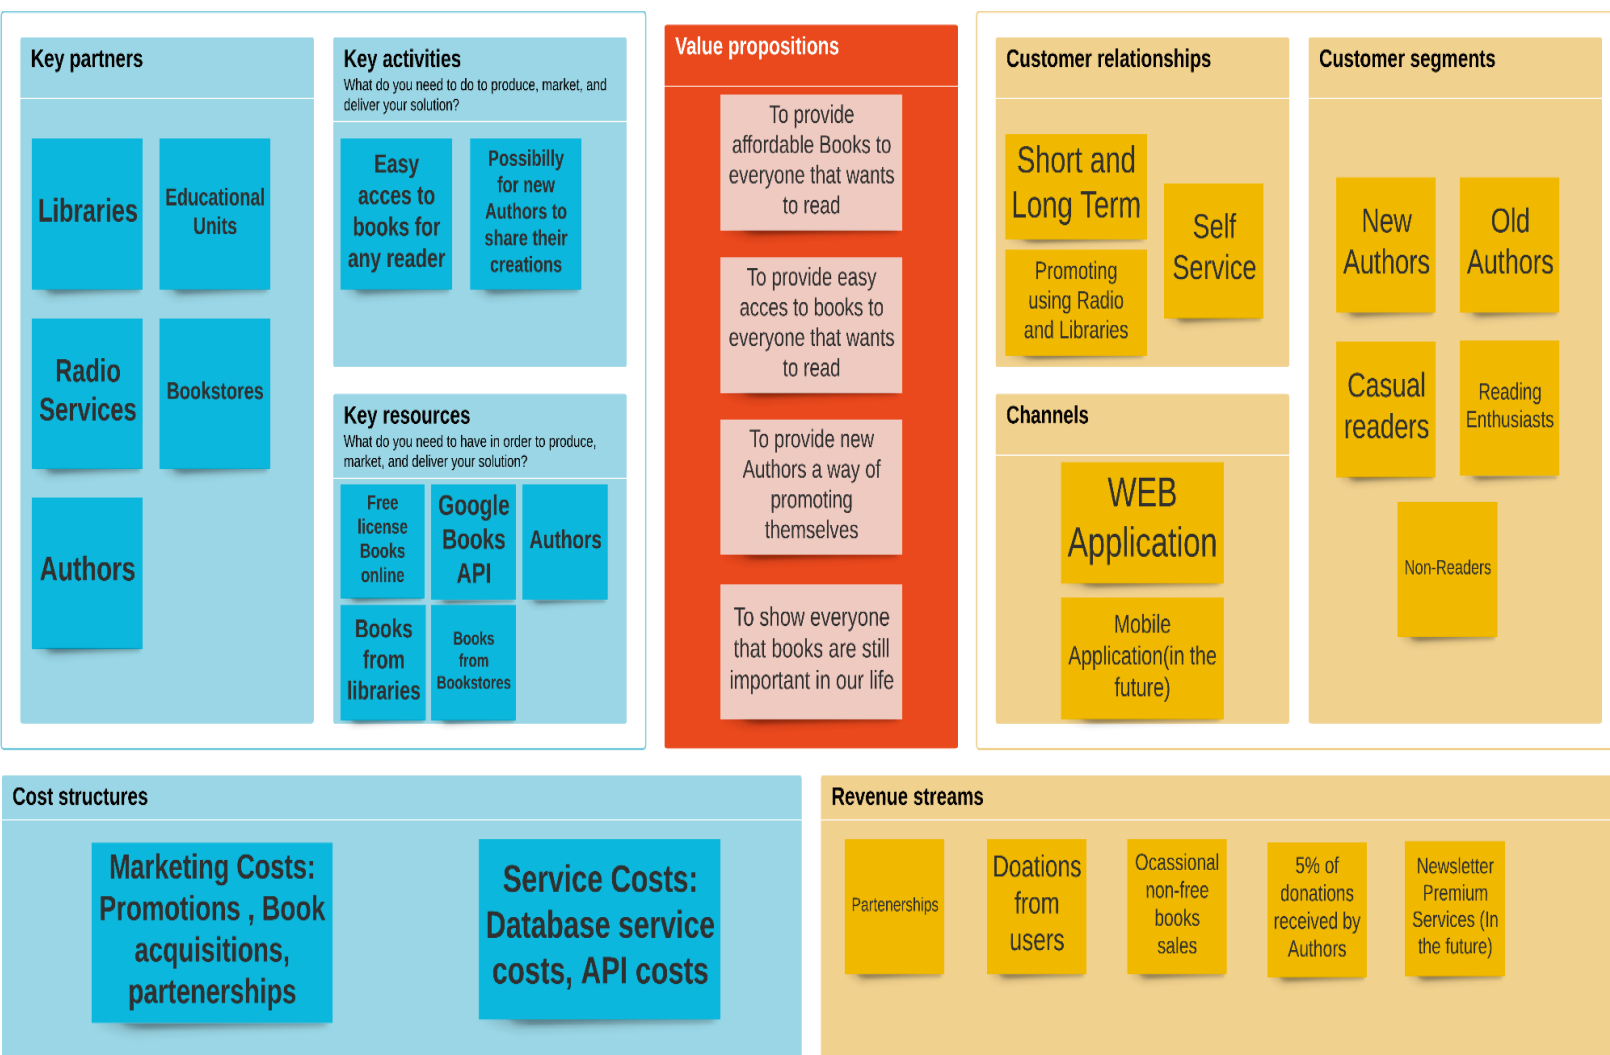 Key partners
Libraries
Educational
Units
Radio
Services
Bookstores
Authors
Key activities
What do you need to do to produce, market, and
deliver your solution?
Easy
acces to
books for
any reader
Possibilly
for new
Authors to
share their
creations
Key resources
What do you need to have in order to produce,
market, and deliver your solution?
Free
license
Books
online
Google
Books
API
Authors
Books
from
libraries
Books
from
Bookstores
Value propositions
To provide
affordable Books to
everyone that wants
to read
To provide easy
acces to books to
everyone that wants
to read
To provide new
Authors a way of
promoting
themselves
To show everyone
that books are still
important in our life
Customer relationships
Short and
Long Term
Self
Service
Promoting
using Radio
and Libraries
Channels
WEB
Application
Mobile
Application(in the
future)
Customer segments
New
Authors
Old
Authors
Casual
readers
Reading
Enthusiasts
Non-Readers
Cost structures
Marketing Costs:
Promotions , Book
acquisitions,
partenerships
Service Costs:
Database service
costs, API costs
Revenue streams
Partenerships
Doations
from
users
Ocassional
non-free
books
sales
5% of
donations
received by
Authors
Newsletter
Premium
Services (In
the future)